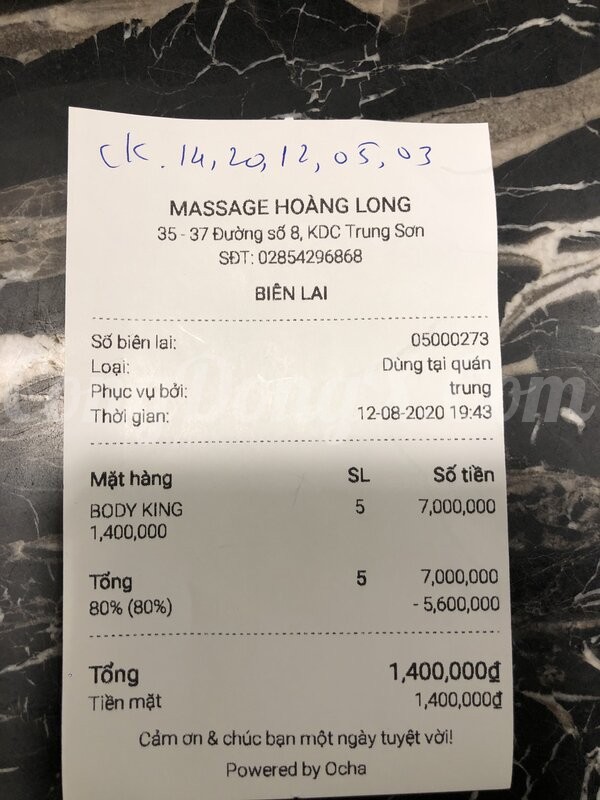 CK. 14, 20, 12, 05, 03
MASSAGE HOÀNG LONG
35 - 37 Đường số 8, KDC Trung Sơn
SĐT: 02854296868
BIÊN LAI
Số biên lai: 05000273
Loại: Dùng tại quán
Phục vụ bởi: trung
Thời gian: 12-08-2020 19:43
Mặt hàng SL Số tiền
BODY KING 5 7,000,000
1,400,000
Tổng 5 7,000,000
80% (80%) - 5,600,000
Tổng 1,400,000₫
Tiền mặt 1,400,000₫
Cảm ơn & chúc bạn một ngày tuyệt vời!
Powered by Ocha